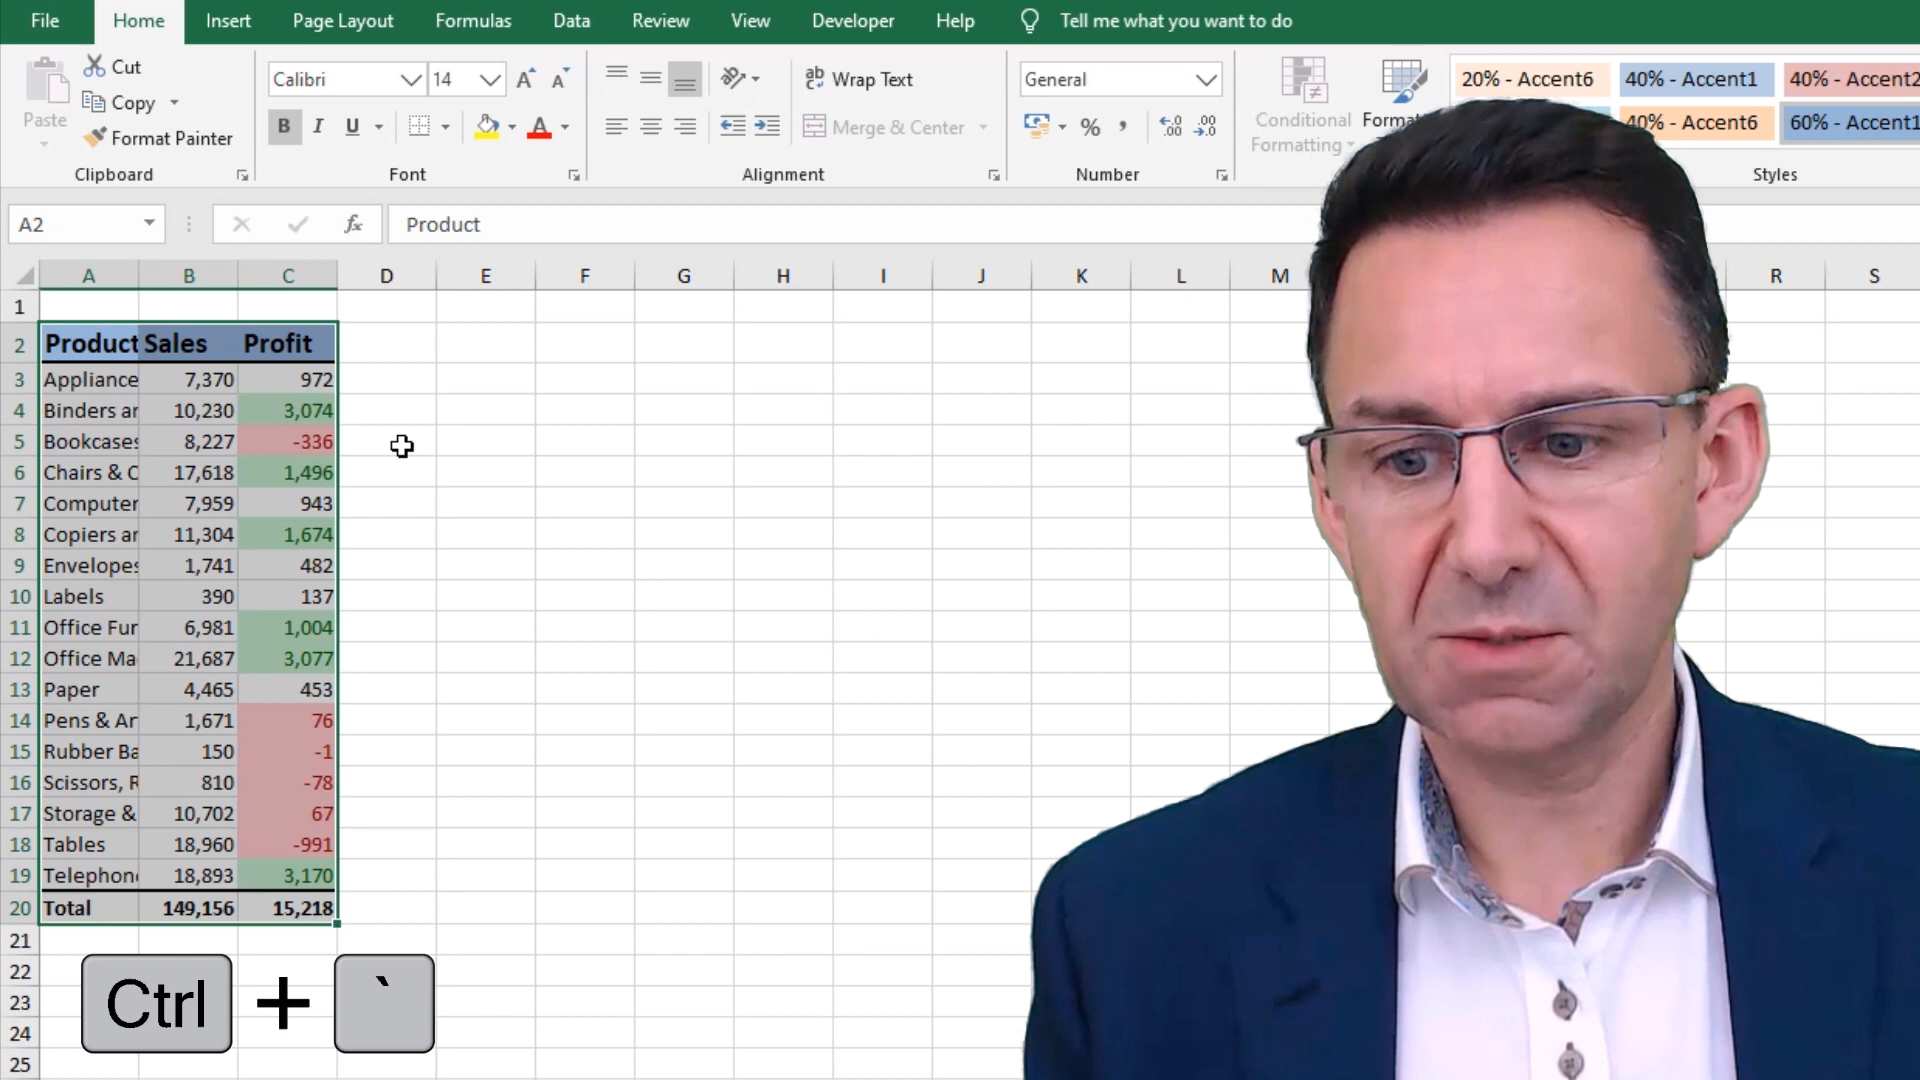 File Home Insert Page Layout Formulas Data Review View Developer Help Tell me what you want to do
Cut
Copy
Format Painter
Paste
Clipboard
Calibri 14
B I U A
Font
ab Wrap Text
Merge & Center
Alignment
General
% , .00 .00
Number
Conditional
Formatting
20% - Accent6 40% - Accent1 40% - Accent2
40% - Accent6 60% - Accent1
Styles
A2 fx Product
A B C D E F G H I J K L M R S
1
2 Product Sales Profit
3 Appliance 7,370 972
4 Binders ar 10,230 3,074
5 Bookcases 8,227 -336
6 Chairs & C 17,618 1,496
7 Computer 7,959 943
8 Copiers ar 11,304 1,674
9 Envelopes 1,741 482
10 Labels 390 137
11 Office Fur 6,981 1,004
12 Office Ma 21,687 3,077
13 Paper 4,465 453
14 Pens & Ar 1,671 76
15 Rubber Ba 150 -1
16 Scissors, R 810 -78
17 Storage & 10,702 67
18 Tables 18,960 -991
19 Telephone 18,893 3,170
20 Total 149,156 15,218
21
22
23
24
25
Ctrl + `